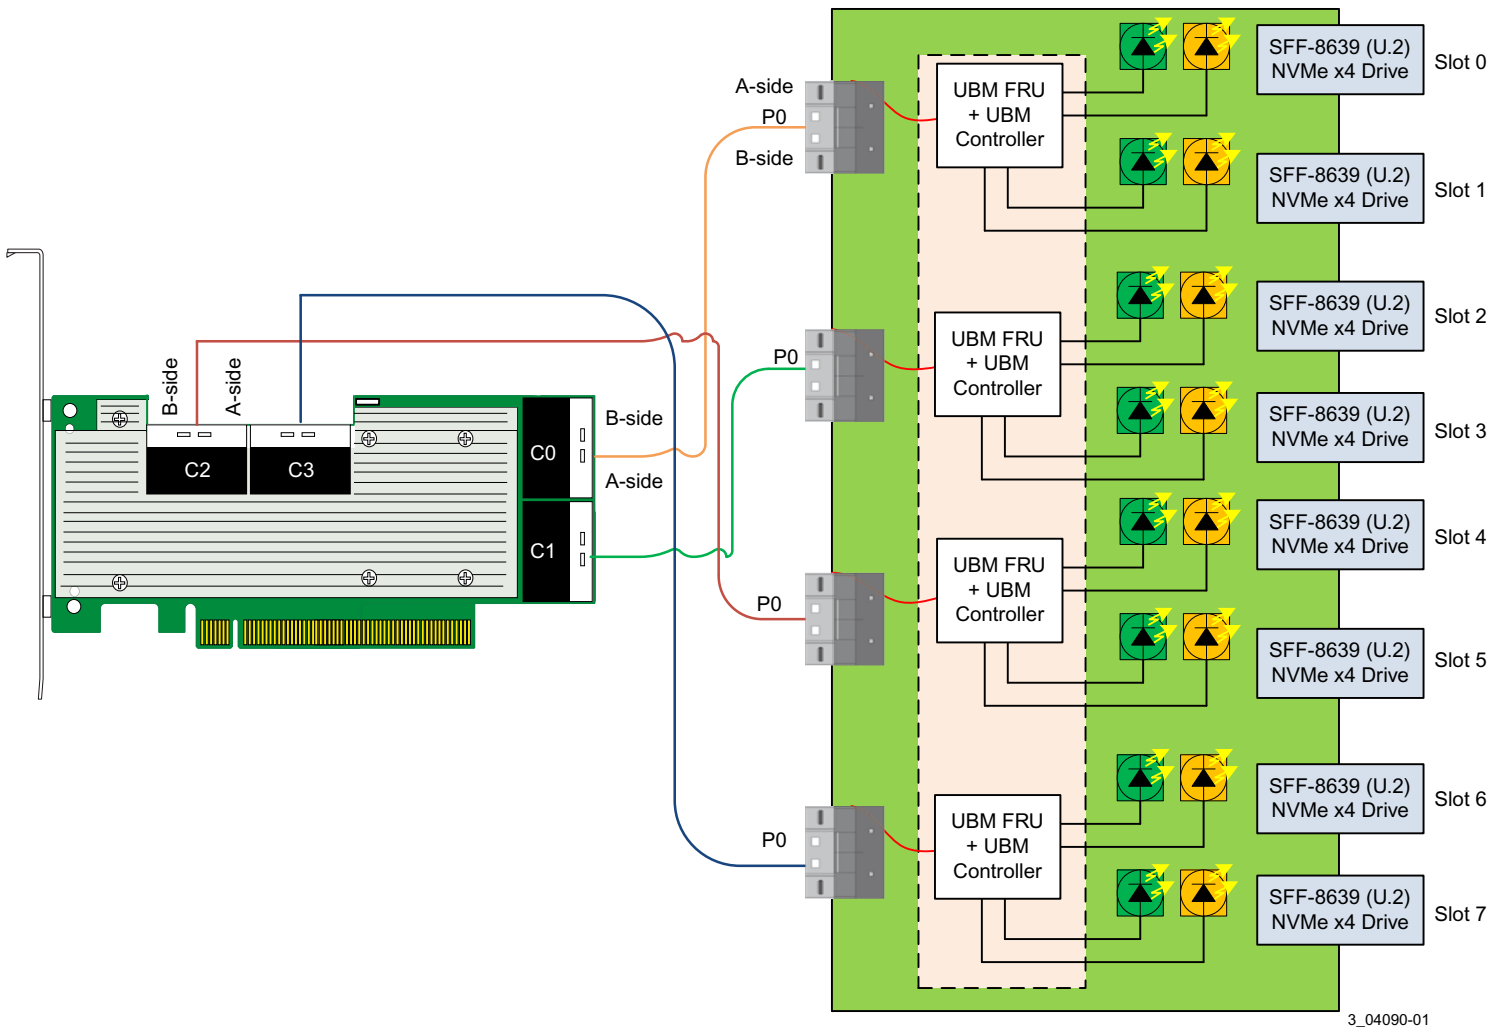 SFF-8639 (U.2)
NVMe x4 Drive
Slot 0
A-side
P0
B-side
UBM FRU
+ UBM
Controller
SFF-8639 (U.2)
NVMe x4 Drive
Slot 1
SFF-8639 (U.2)
NVMe x4 Drive
Slot 2
P0
UBM FRU
+ UBM
Controller
SFF-8639 (U.2)
NVMe x4 Drive
Slot 3
B-side
A-side
C2
C3
C0
B-side
A-side
C1
SFF-8639 (U.2)
NVMe x4 Drive
Slot 4
P0
UBM FRU
+ UBM
Controller
SFF-8639 (U.2)
NVMe x4 Drive
Slot 5
SFF-8639 (U.2)
NVMe x4 Drive
Slot 6
P0
UBM FRU
+ UBM
Controller
SFF-8639 (U.2)
NVMe x4 Drive
Slot 7
3_04090-01